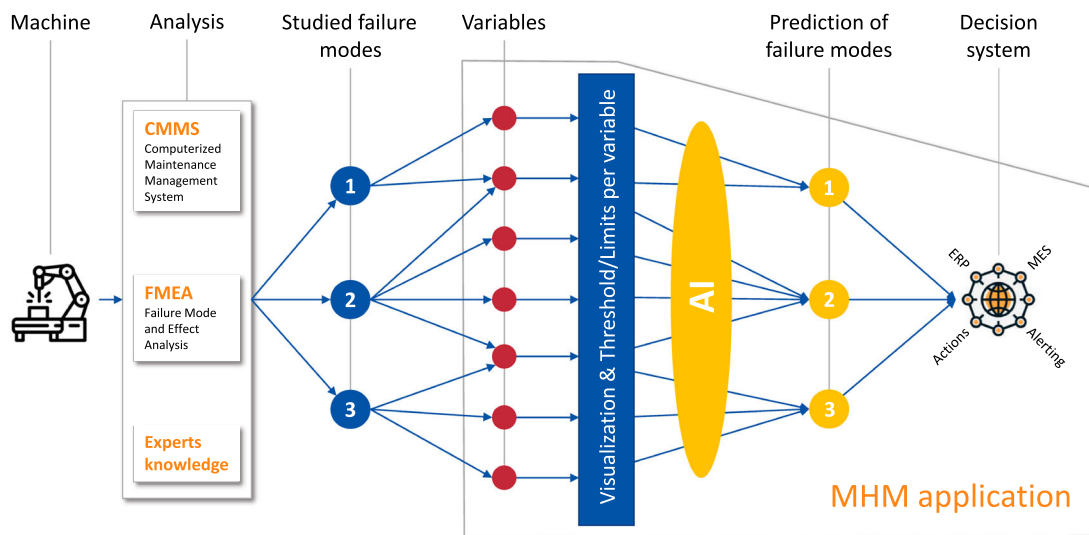 Machine
Analysis
Studied failure
modes
Variables
Prediction of
failure modes
Decision
system
CMMS
Computerized
Maintenance
Management
System
FMEA
Failure Mode
and Effect
Analysis
Experts
knowledge
1
2
3
Visualization & Threshold/Limits per variable
AI
1
2
3
ERP
MES
Actions
Alerting
MHM application